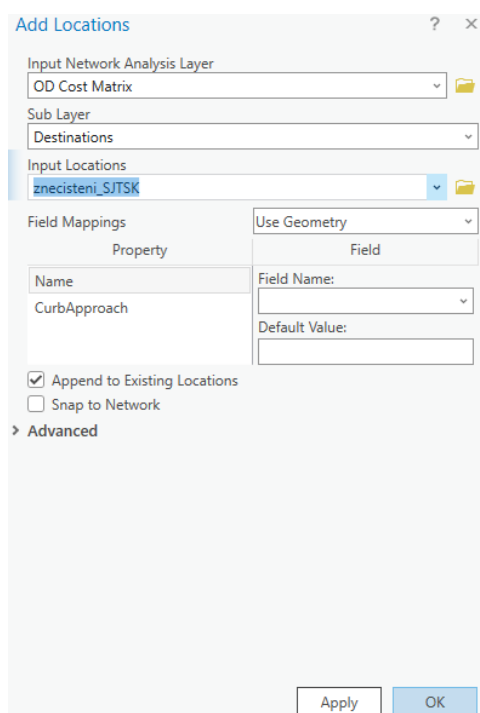 Add Locations ? ×
Input Network Analysis Layer
OD Cost Matrix
Sub Layer
Destinations
Input Locations
znecisteni_SJTSK
Field Mappings Use Geometry
Property Field
Name Field Name:
CurbApproach
Default Value:
Append to Existing Locations
Snap to Network
Advanced
Apply OK